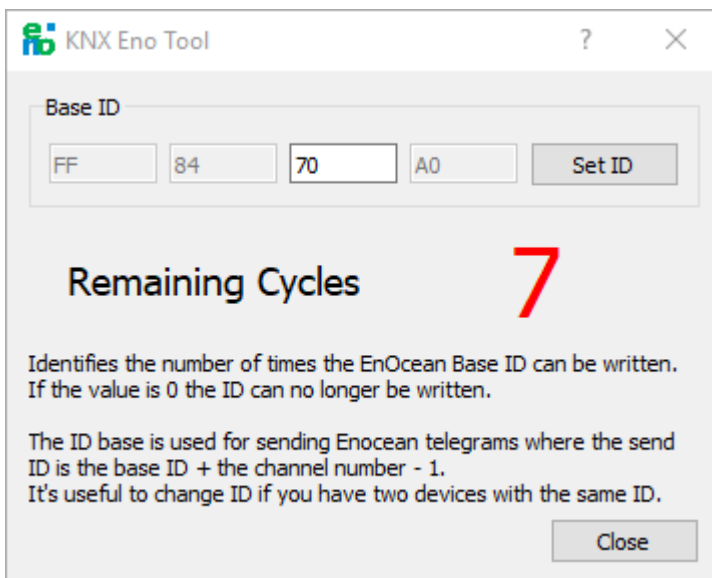 KNX Eno Tool ?
Base ID
FF 84 70 A0 Set ID
Remaining Cycles 7
Identifies the number of times the EnOcean Base ID can be written.
If the value is 0 the ID can no longer be written.
The ID base is used for sending Enocean telegrams where the send
ID is the base ID + the channel number - 1.
It's useful to change ID if you have two devices with the same ID.
Close